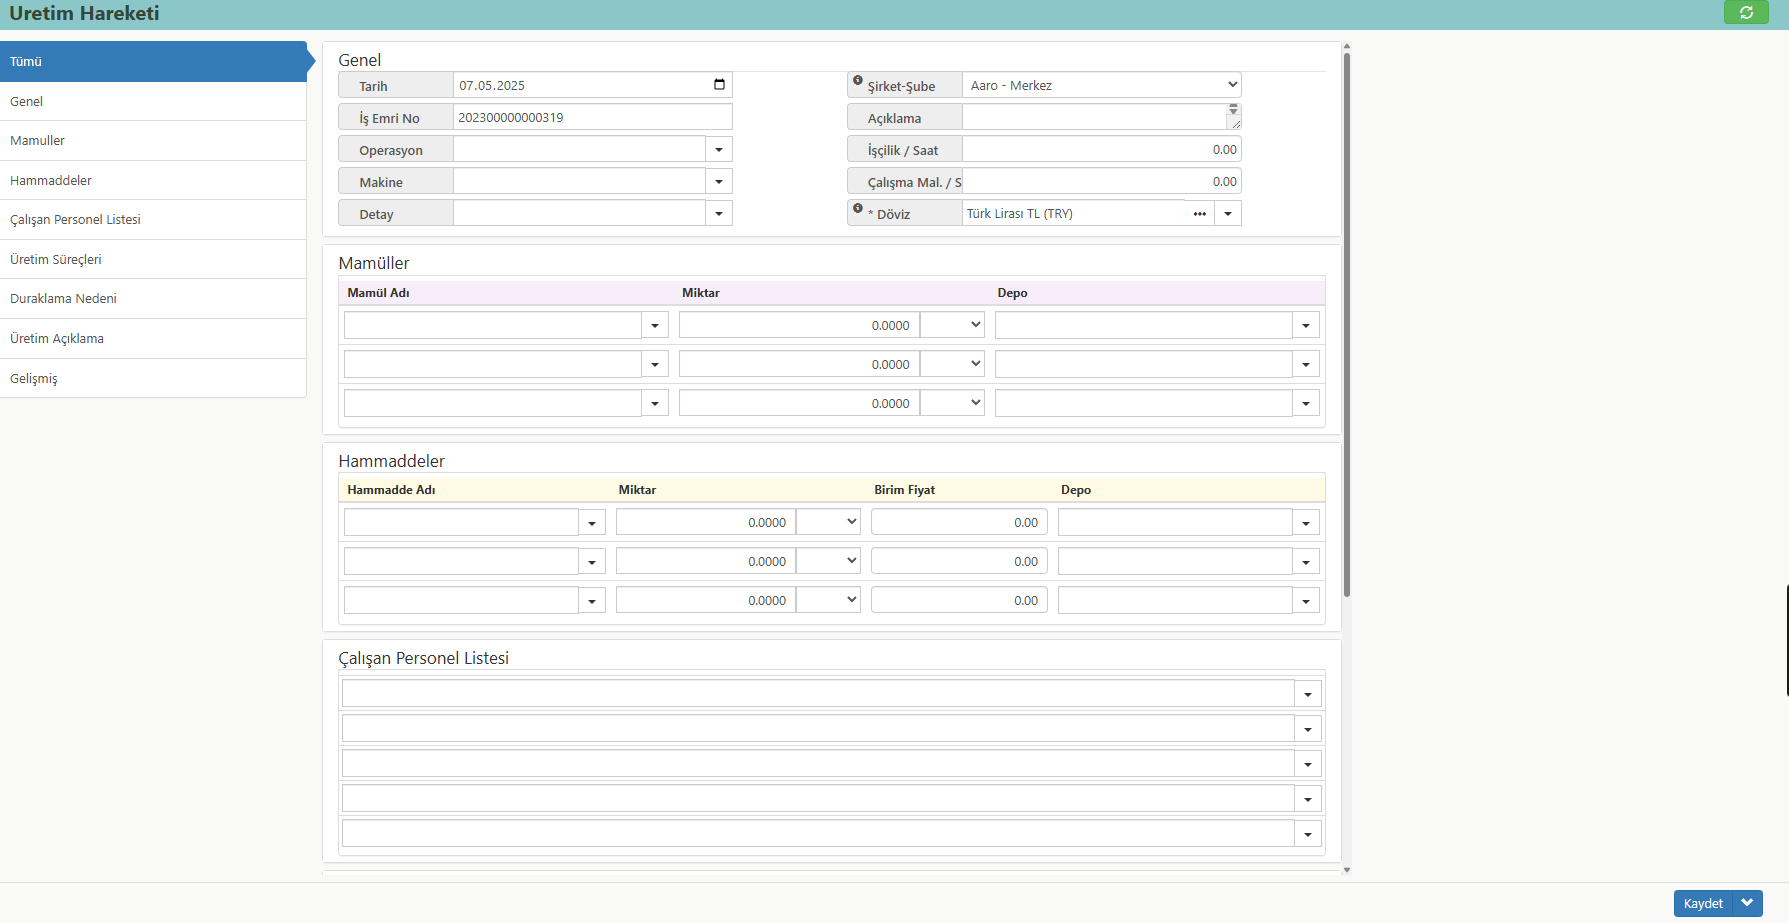 Uretim Hareketi
Tümü
Genel
Mamuller
Hammaddeler
Çalışan Personel Listesi
Üretim Süreçleri
Duraklama Nedeni
Üretim Açıklama
Gelişmiş
Genel
Tarih 07.05.2025 Şirket-Şube Aaro - Merkez
İş Emri No 202300000000319 Açıklama
Operasyon İşçilik / Saat 0.00
Makine Çalışma Mal. / S 0.00
Detay * Döviz Türk Lirası TL (TRY)
Mamüller
Mamül Adı Miktar Depo
0.0000
0.0000
0.0000
Hammaddeler
Hammadde Adı Miktar Birim Fiyat Depo
0.0000 0.00
0.0000 0.00
0.0000 0.00
Çalışan Personel Listesi
Kaydet